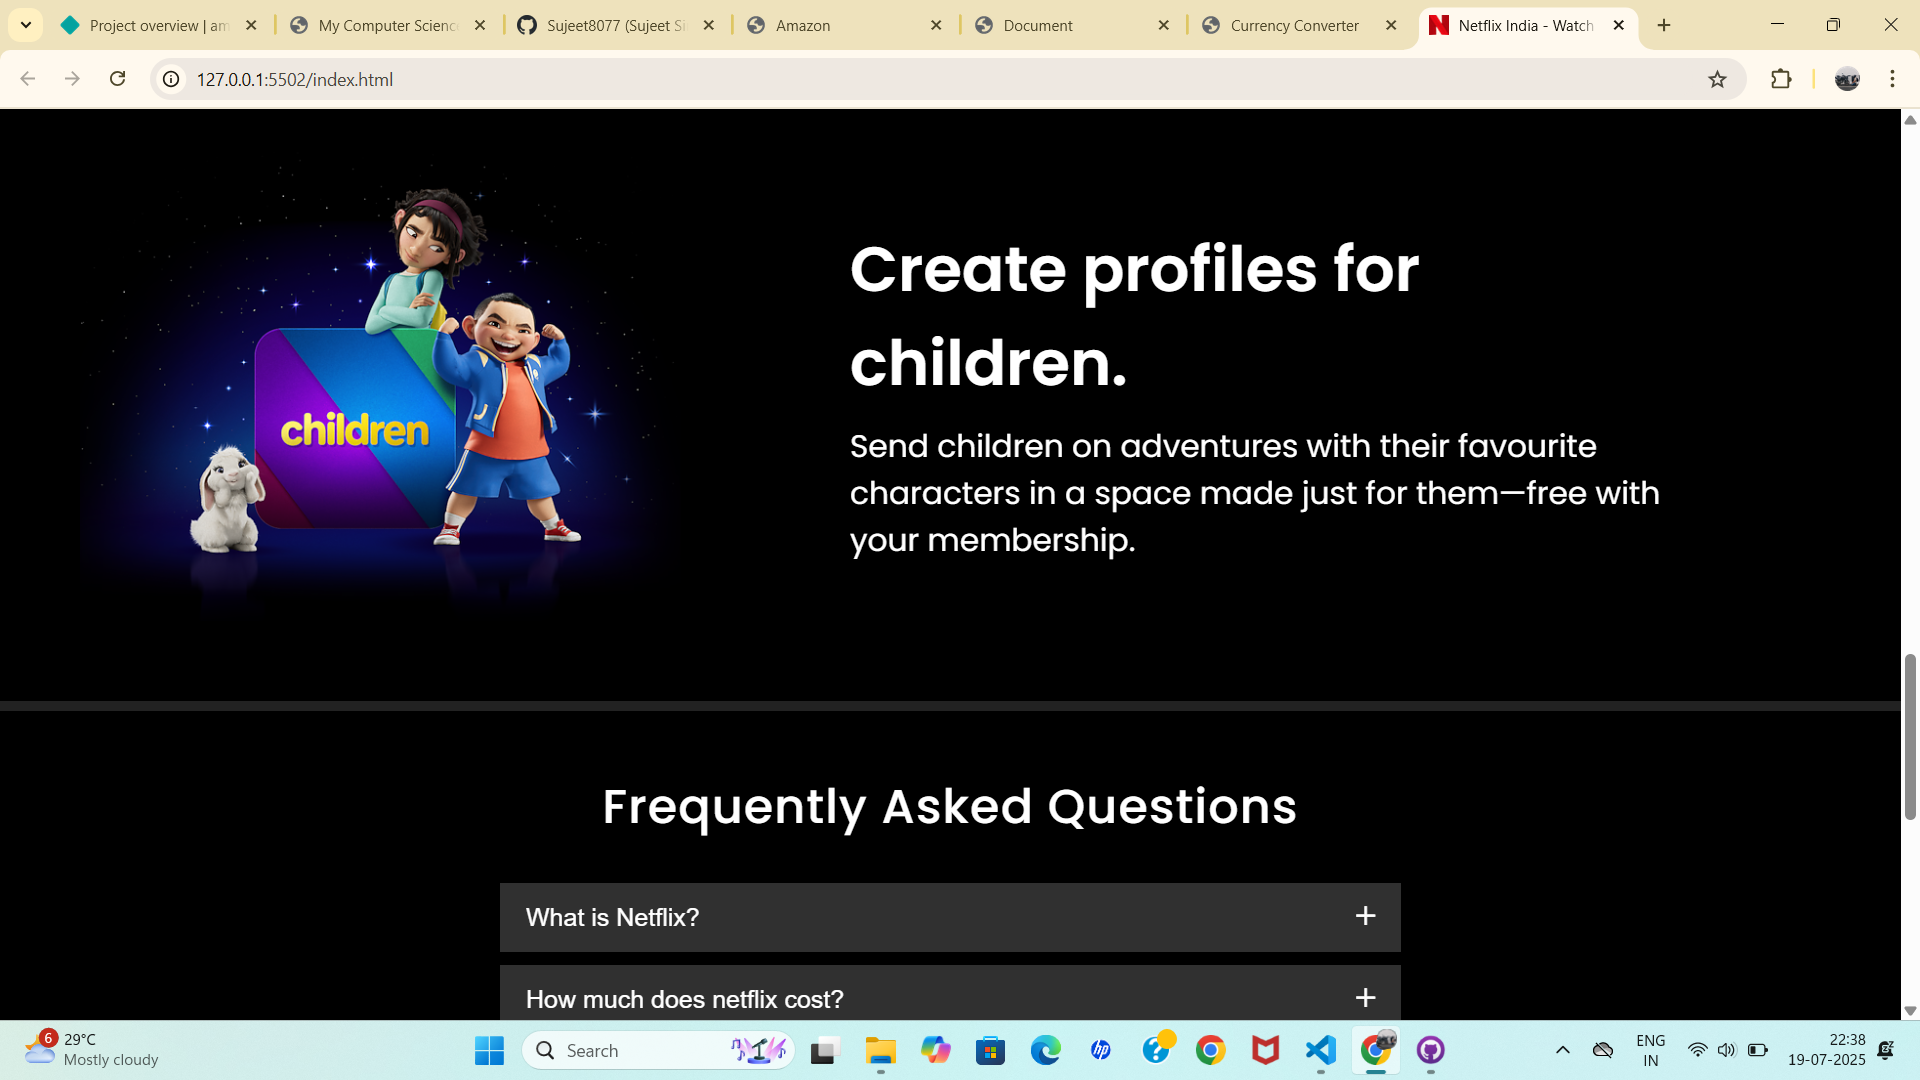 Project overview | am
My Computer Scienc
Sujeet8077 (Sujeet Si
Amazon
Document
Currency Converter
Netflix India - Watch
127.0.0.1:5502/index.html
children
Create profiles for
children.
Send children on adventures with their favourite
characters in a space made just for them—free with
your membership.
Frequently Asked Questions
What is Netflix? +
How much does netflix cost? +
6
29°C
Mostly cloudy
Search
hp
ENG
IN
22:38
19-07-2025